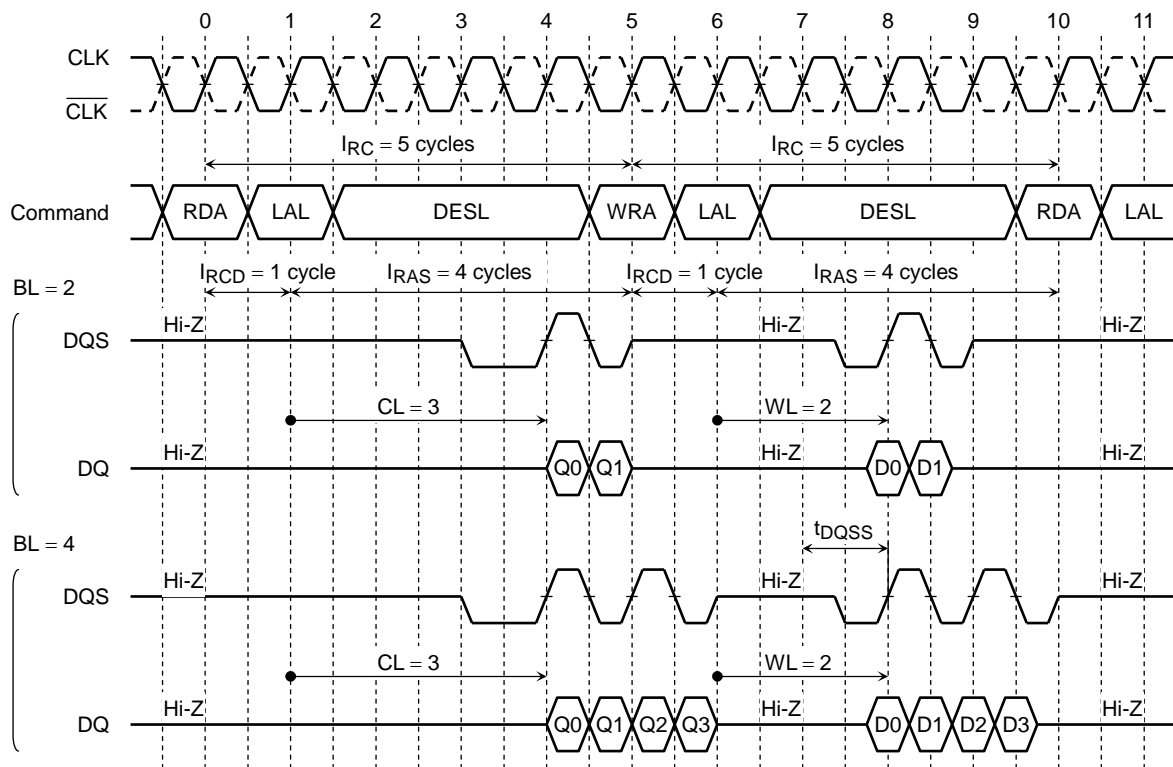 0 1 2 3 4 5 6 7 8 9 10 11
CLK
CLK
IRC = 5 cycles IRC = 5 cycles
Command RDA LAL DESL WRA LAL DESL RDA LAL
IRCD = 1 cycle IRAS = 4 cycles IRCD = 1 cycle IRAS = 4 cycles
BL = 2
Hi-Z Hi-Z Hi-Z
DQS
CL = 3 WL = 2
Hi-Z Hi-Z Hi-Z
DQ Q0 Q1 D0 D1
tDQSS
BL = 4
Hi-Z Hi-Z Hi-Z
DQS
CL = 3 WL = 2
Hi-Z Hi-Z Hi-Z
DQ Q0 Q1 Q2 Q3 D0 D1 D2 D3